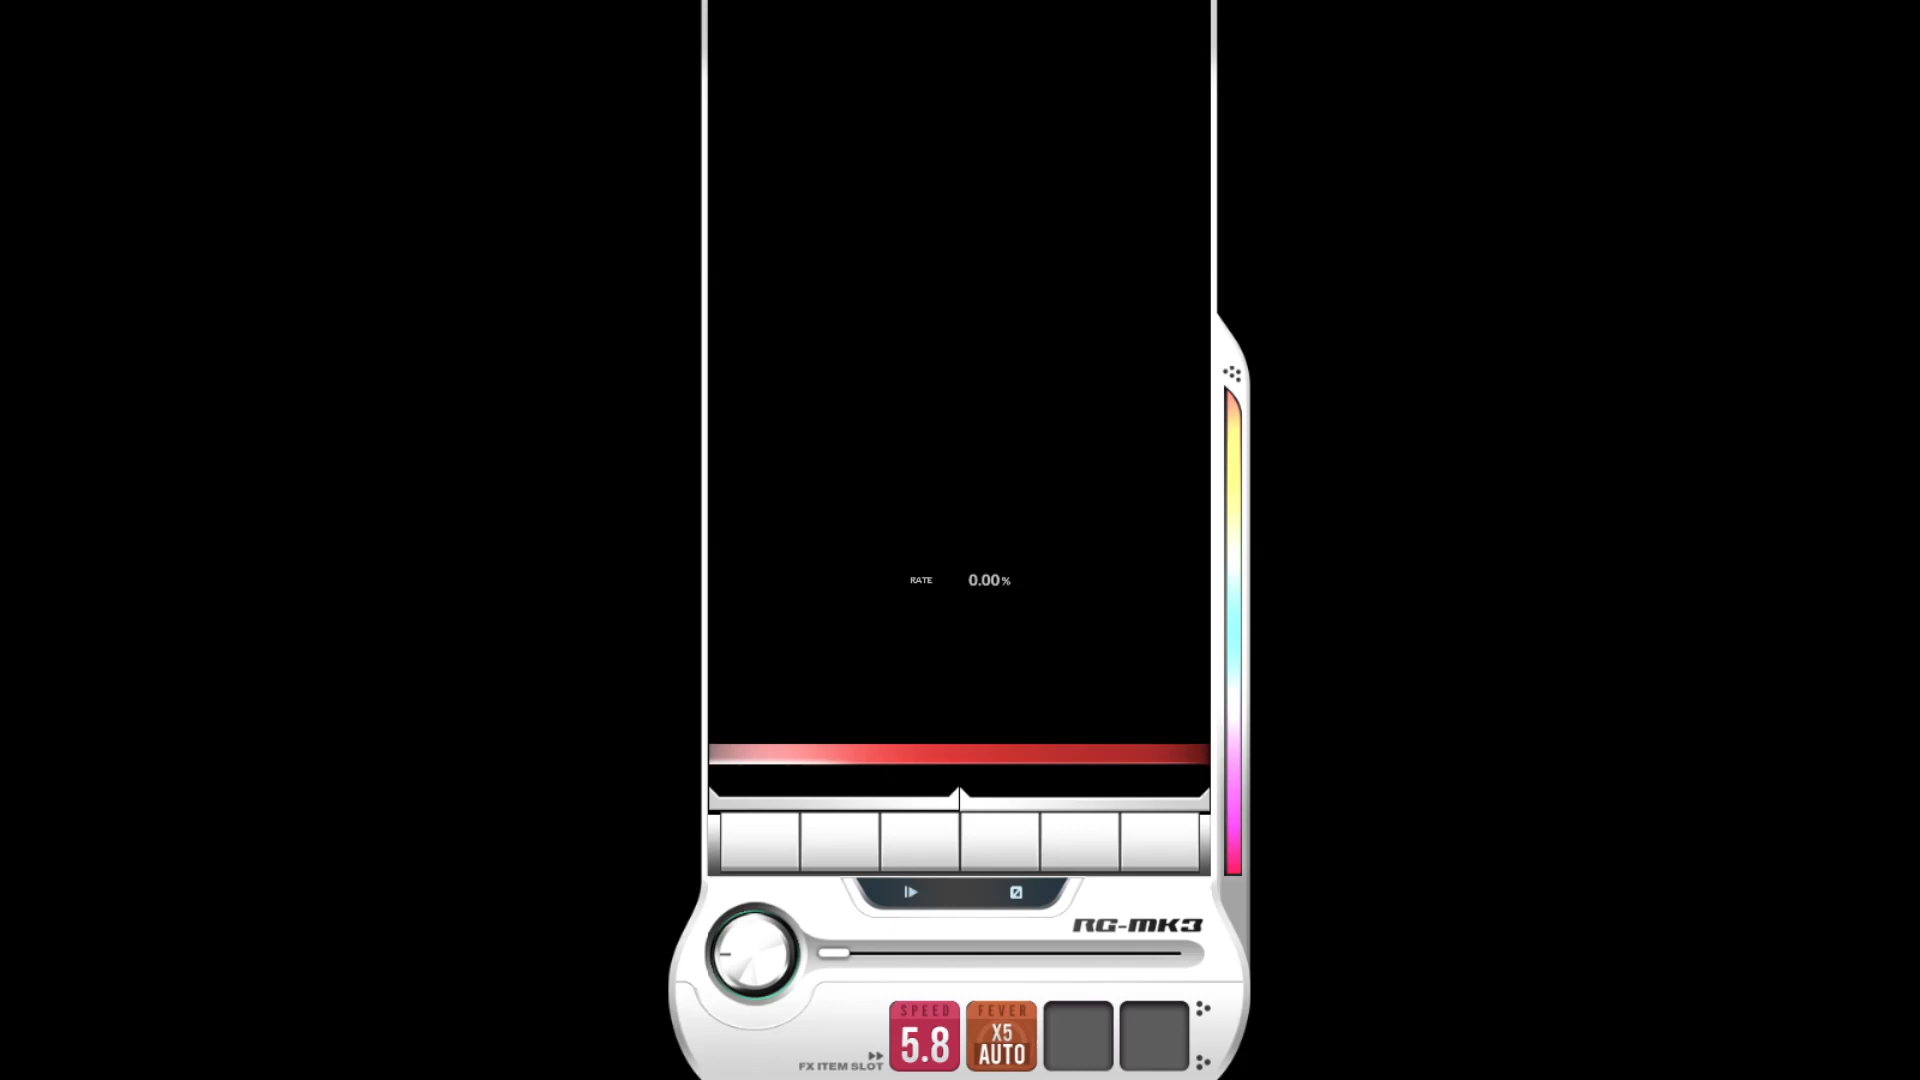 RATE 0.00%
RG-MK3
SPEED
5.8
FEVER
X5
AUTO
FX ITEM SLOT